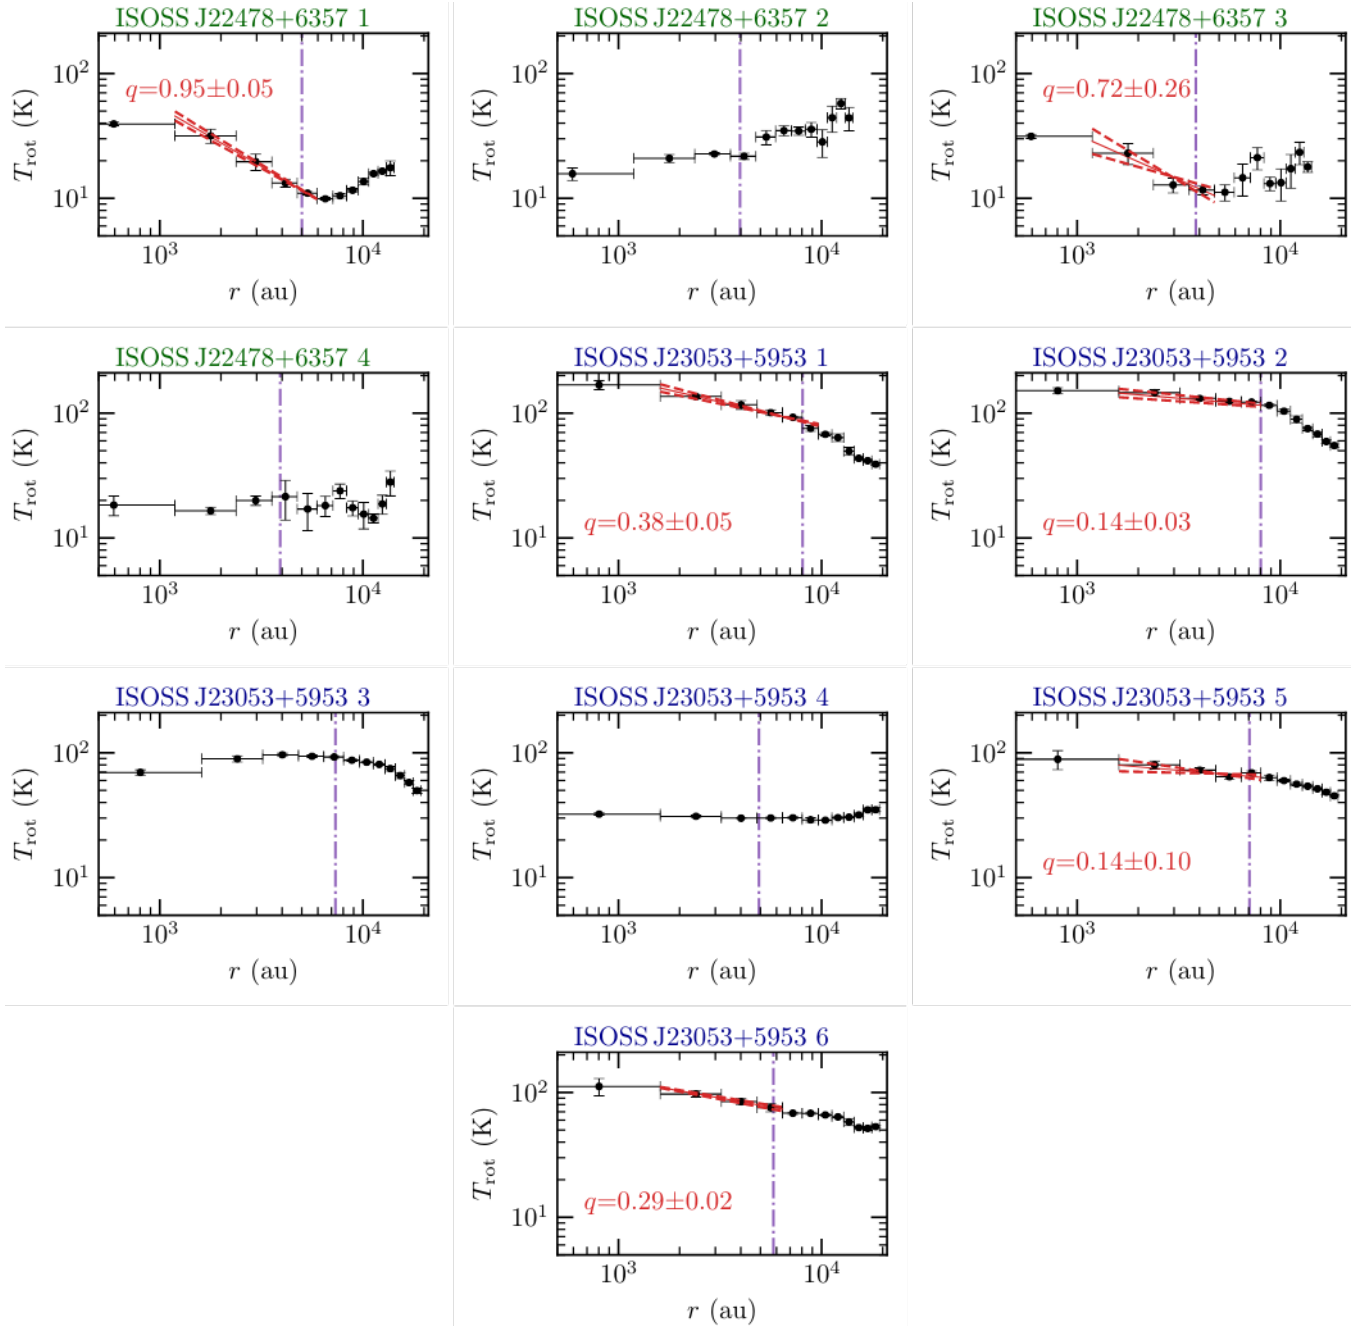 ISOSS J22478+6357 1
10²
10¹
T_rot (K)
q=0.95±0.05
10³
10⁴
r (au)
ISOSS J22478+6357 2
10²
10¹
T_rot (K)
10³
10⁴
r (au)
ISOSS J22478+6357 3
10²
10¹
T_rot (K)
q=0.72±0.26
10³
10⁴
r (au)
ISOSS J22478+6357 4
10²
10¹
T_rot (K)
10³
10⁴
r (au)
ISOSS J23053+5953 1
10²
10¹
T_rot (K)
q=0.38±0.05
10³
10⁴
r (au)
ISOSS J23053+5953 2
10²
10¹
T_rot (K)
q=0.14±0.03
10³
10⁴
r (au)
ISOSS J23053+5953 3
10²
10¹
T_rot (K)
10³
10⁴
r (au)
ISOSS J23053+5953 4
10²
10¹
T_rot (K)
10³
10⁴
r (au)
ISOSS J23053+5953 5
10²
10¹
T_rot (K)
q=0.14±0.10
10³
10⁴
r (au)
ISOSS J23053+5953 6
10²
10¹
T_rot (K)
q=0.29±0.02
10³
10⁴
r (au)